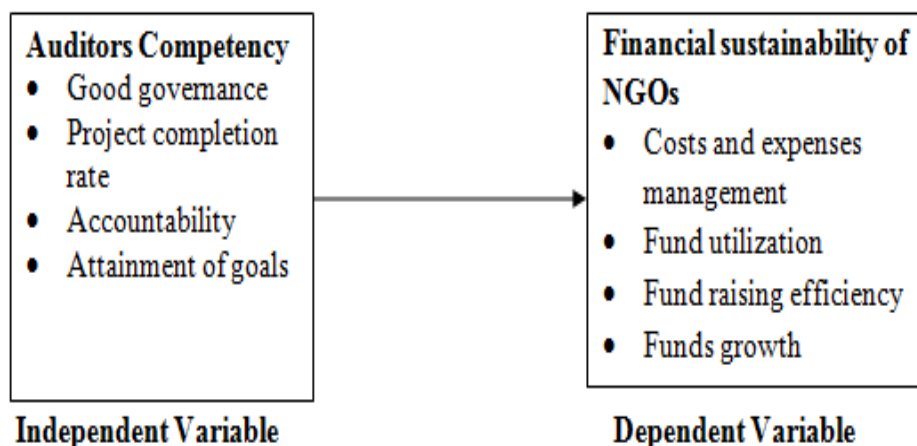 Auditors Competency
• Good governance
• Project completion
rate
• Accountability
• Attainment of goals
Independent Variable
Financial sustainability of
NGOs
• Costs and expenses
management
• Fund utilization
• Fund raising efficiency
• Funds growth
Dependent Variable